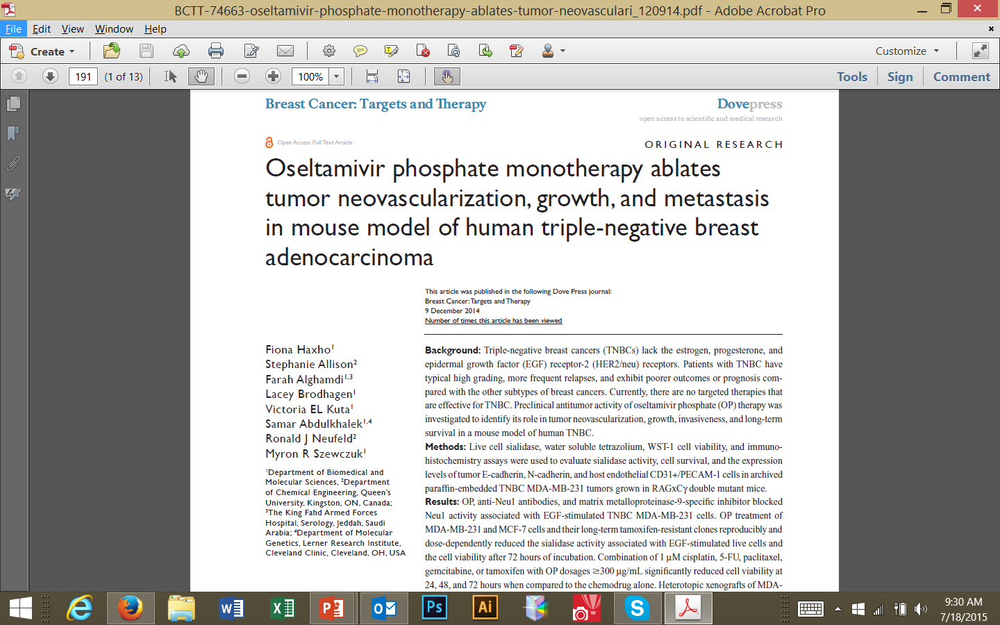 BCTT-74663-oseltamivir-phosphate-monotherapy-ablates-tumor-neovasculari_120914.pdf - Adobe Acrobat Pro
File Edit View Window Help
Create Customize
191 (1 of 13) 100% Tools Sign Comment
Breast Cancer: Targets and Therapy
Dovepress
open access to scientific and medical research
Open Access Full Text Article
ORIGINAL RESEARCH
Oseltamivir phosphate monotherapy ablates
tumor neovascularization, growth, and metastasis
in mouse model of human triple-negative breast
adenocarcinoma
This article was published in the following Dove Press journal:
Breast Cancer: Targets and Therapy
9 December 2014
Number of times this article has been viewed
Fiona Haxho¹
Stephanie Allison²
Farah Alghamdi¹,³
Lacey Brodhagen¹
Victoria EL Kuta¹
Samar Abdulkhalek¹,⁴
Ronald J Neufeld²
Myron R Szewczuk¹
¹Department of Biomedical and
Molecular Sciences, ²Department
of Chemical Engineering, Queen's
University, Kingston, ON, Canada;
³The King Fahd Armed Forces
Hospital, Serology, Jeddah, Saudi
Arabia; ⁴Department of Molecular
Genetics, Lerner Research Institute,
Cleveland Clinic, Cleveland, OH, USA
Background: Triple-negative breast cancers (TNBCs) lack the estrogen, progesterone, and
epidermal growth factor (EGF) receptor-2 (HER2/neu) receptors. Patients with TNBC have
typical high grading, more frequent relapses, and exhibit poorer outcomes or prognosis com-
pared with the other subtypes of breast cancers. Currently, there are no targeted therapies that
are effective for TNBC. Preclinical antitumor activity of oseltamivir phosphate (OP) therapy was
investigated to identify its role in tumor neovascularization, growth, invasiveness, and long-term
survival in a mouse model of human TNBC.
Methods: Live cell sialidase, water soluble tetrazolium, WST-1 cell viability, and immuno-
histochemistry assays were used to evaluate sialidase activity, cell survival, and the expression
levels of tumor E-cadherin, N-cadherin, and host endothelial CD31+/PECAM-1 cells in archived
paraffin-embedded TNBC MDA-MB-231 tumors grown in RAGxCγ double mutant mice.
Results: OP, anti-Neu1 antibodies, and matrix metalloproteinase-9-specific inhibitor blocked
Neu1 activity associated with EGF-stimulated TNBC MDA-MB-231 cells. OP treatment of
MDA-MB-231 and MCF-7 cells and their long-term tamoxifen-resistant clones reproducibly and
dose-dependently reduced the sialidase activity associated with EGF-stimulated live cells and
the cell viability after 72 hours of incubation. Combination of 1 μM cisplatin, 5-FU, paclitaxel,
gemcitabine, or tamoxifen with OP dosages ≥300 μg/mL significantly reduced cell viability at
24, 48, and 72 hours when compared to the chemodrug alone. Heterotopic xenografts of MDA-
Ps Ai
9:30 AM
7/18/2015